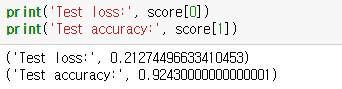 print('Test loss:', score[0])
print('Test accuracy:', score[1])
('Test loss:', 0.21274496633410453)
('Test accuracy:', 0.92430000000000001)